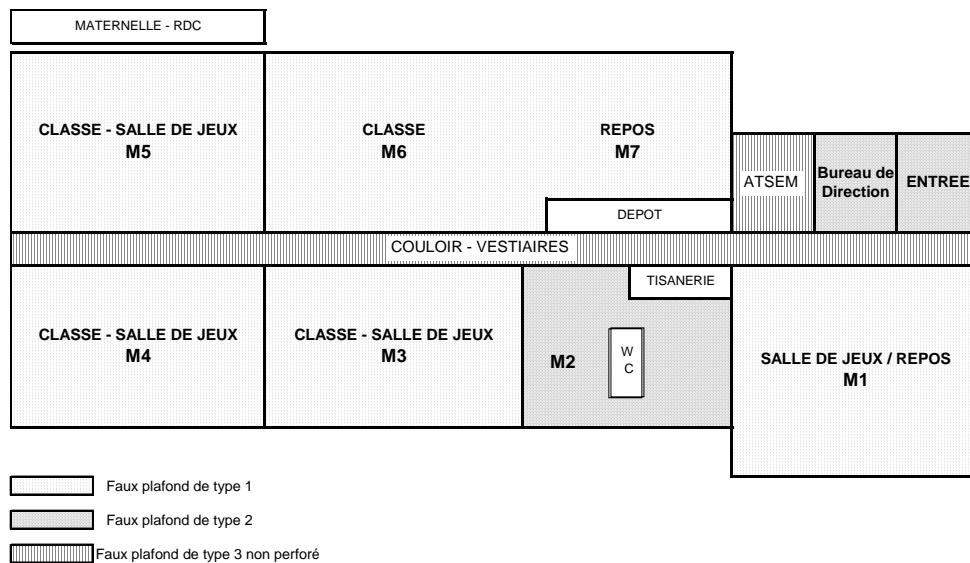 MATERNELLE - RDC
CLASSE - SALLE DE JEUX
M5
CLASSE
M6
REPOS
M7
DEPOT
ATSEM
Bureau de
Direction
ENTREE
COULOIR - VESTIAIRES
CLASSE - SALLE DE JEUX
M4
CLASSE - SALLE DE JEUX
M3
M2
TISANERIE
W
C
SALLE DE JEUX / REPOS
M1
Faux plafond de type 1
Faux plafond de type 2
Faux plafond de type 3 non perforé